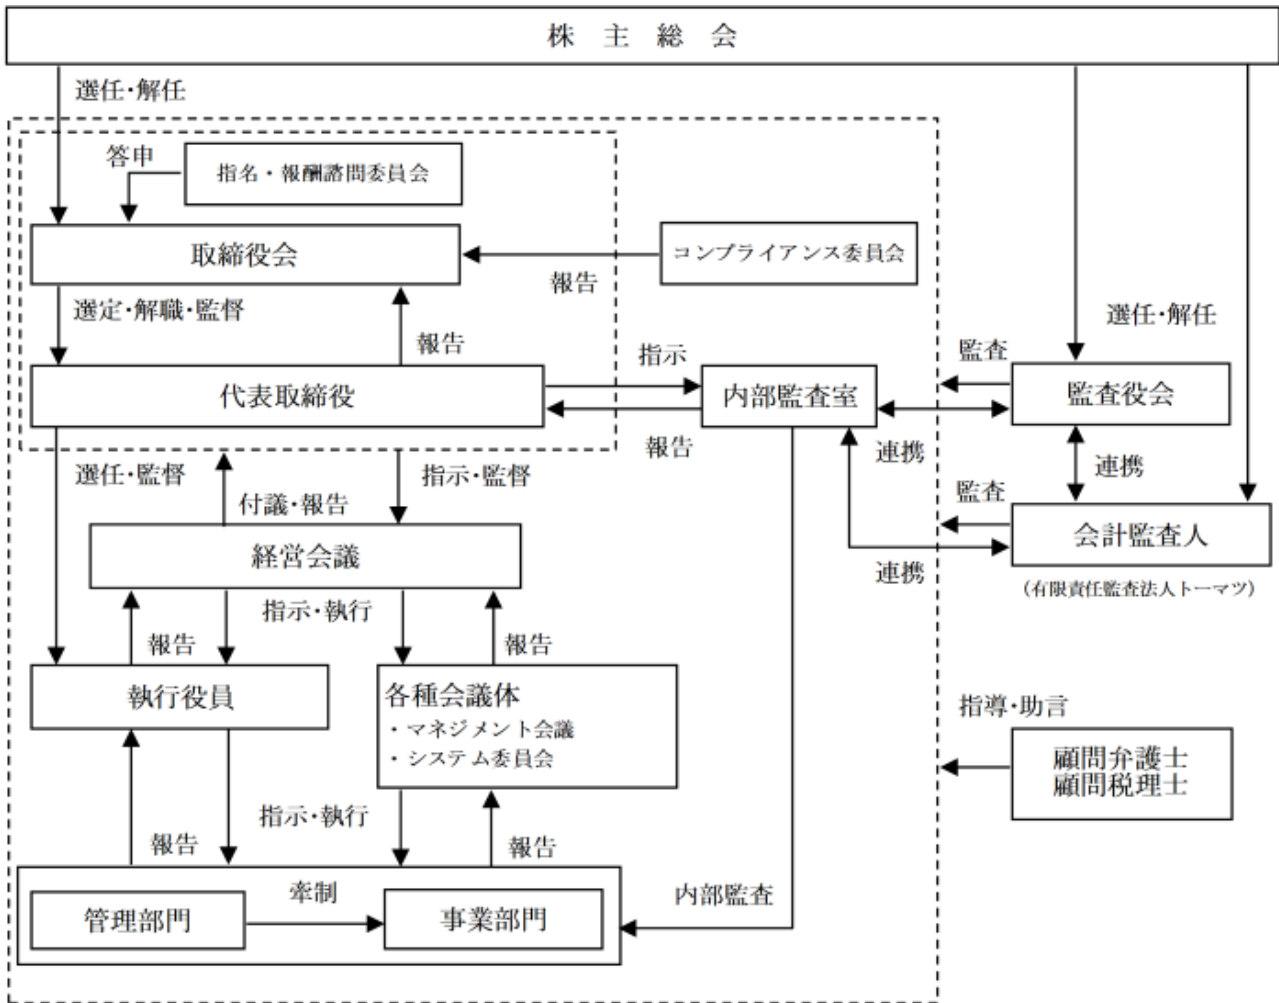 株 主 総 会
選任・解任
答申
指名・報酬諮問委員会
取締役会
コンプライアンス委員会
報告
選定・解職・監督
報告
選任・解任
指示
監査
代表取締役
内部監査室
監査役会
報告
連携
選任・監督
指示・監督
連携
付議・報告
監査
経営会議
会計監査人
連携
(有限責任監査法人トーマツ)
指示・執行
報告
報告
執行役員
各種会議体
・マネジメント会議
・システム委員会
指導・助言
顧問弁護士
顧問税理士
指示・執行
報告
報告
牽制
内部監査
管理部門
事業部門